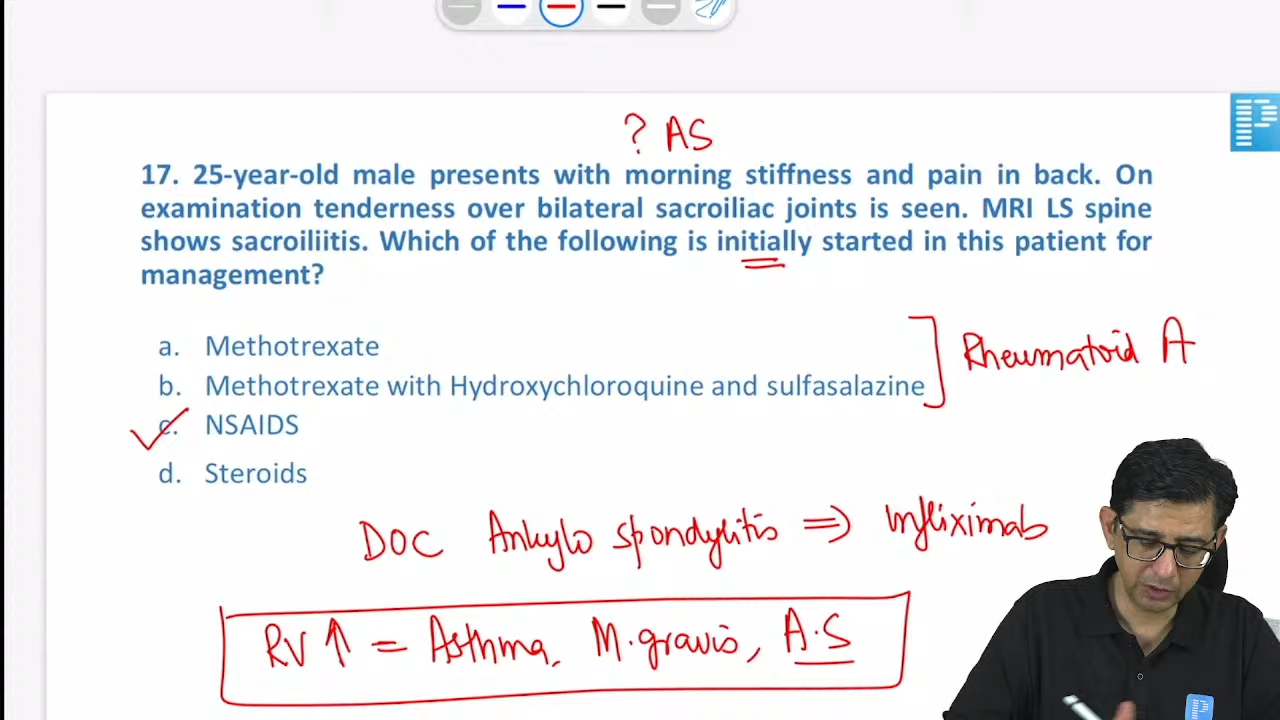 ? AS
17. 25-year-old male presents with morning stiffness and pain in back. On
examination tenderness over bilateral sacroiliac joints is seen. MRI LS spine
shows sacroiliitis. Which of the following is initially started in this patient for
management?
a. Methotrexate
b. Methotrexate with Hydroxychloroquine and sulfasalazine
Rheumatoid A
c. NSAIDS
d. Steroids
DOC Ankylo spondylitis ⇒ Infliximab
RV ↑ = Asthma, M. gravis, A.S